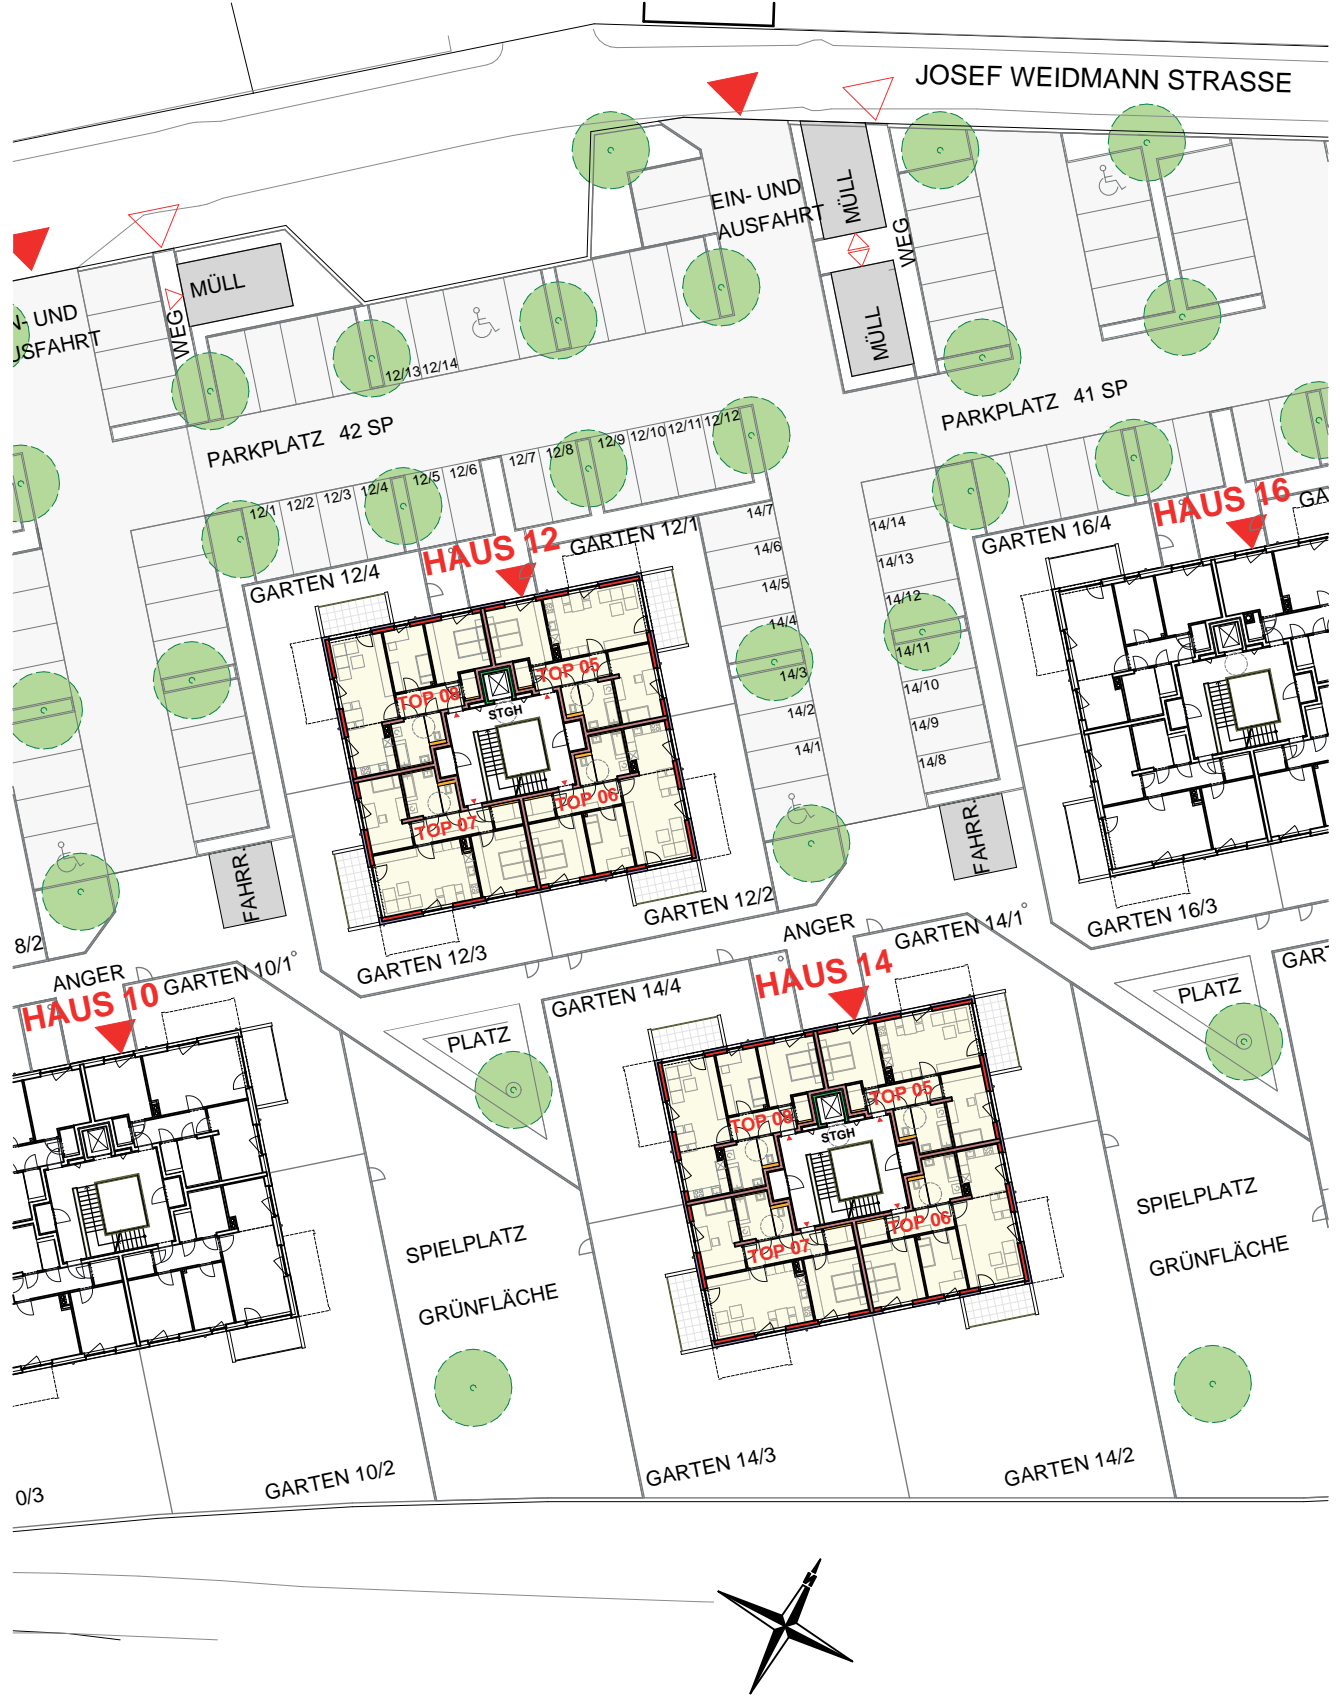 JOSEF WEIDMANN STRASSE
EIN- UND
AUSFAHRT
MÜLL
WEG
MÜLL
MÜLL
WEG
N- UND
USFAHRT
12/13
12/14
PARKPLATZ 42 SP
PARKPLATZ 41 SP
12/1
12/2
12/3
12/4
12/5
12/6
12/7
12/8
12/9
12/10
12/11
12/12
HAUS 12
GARTEN 12/1
GARTEN 12/4
14/7
14/6
14/5
14/4
14/3
14/2
14/1
14/14
14/13
14/12
14/11
14/10
14/9
14/8
HAUS 16
GARTEN 16/4
GA
TOP 08
TOP 05
STGH
TOP 07
TOP 06
FAHRR.
FAHRR.
GARTEN 12/2
GARTEN 12/3
GARTEN 16/3
8/2
ANGER
GARTEN 10/1
HAUS 10
ANGER
GARTEN 14/1
HAUS 14
GARTEN 14/4
GART
PLATZ
PLATZ
TOP 08
TOP 05
STGH
TOP 07
TOP 06
SPIELPLATZ
GRÜNFLÄCHE
SPIELPLATZ
GRÜNFLÄCHE
0/3
GARTEN 10/2
GARTEN 14/3
GARTEN 14/2
N